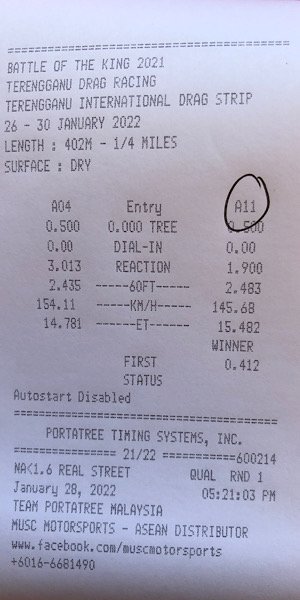 ==========================================
BATTLE OF THE KING 2021
TERENGGANU DRAG RACING
TERENGGANU INTERNATIONAL DRAG STRIP
26 - 30 JANUARY 2022
LENGTH : 402M - 1/4 MILES
SURFACE : DRY
A04 Entry A11
0.500 0.000 TREE 0.500
0.00 DIAL-IN 0.00
3.013 REACTION 1.900
2.435 ------60FT------ 2.483
154.11 -----KM/H----- 145.68
14.781 ------ET------ 15.482
WINNER
FIRST 0.412
STATUS
Autostart Disabled
==========================================
PORTATREE TIMING SYSTEMS, INC.
================ 21/22 ===========600214
NA<1.6 REAL STREET QUAL RND 1
January 28, 2022 05:21:03 PM
TEAM PORTATREE MALAYSIA
MUSC MOTORSPORTS - ASEAN DISTRIBUTOR
www.facebook.com/muscmotorsports
+6016-6681490